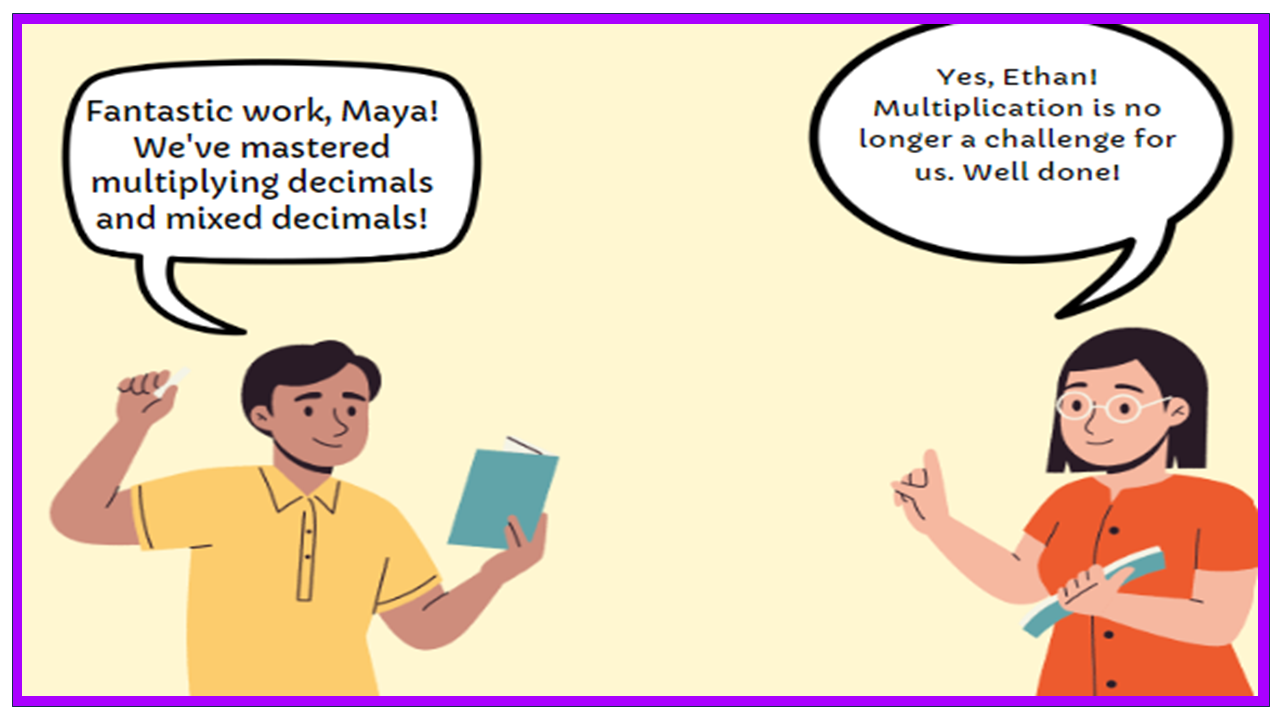 Fantastic work, Maya!
We've mastered
multiplying decimals
and mixed decimals!
Yes, Ethan!
Multiplication is no
longer a challenge for
us. Well done!